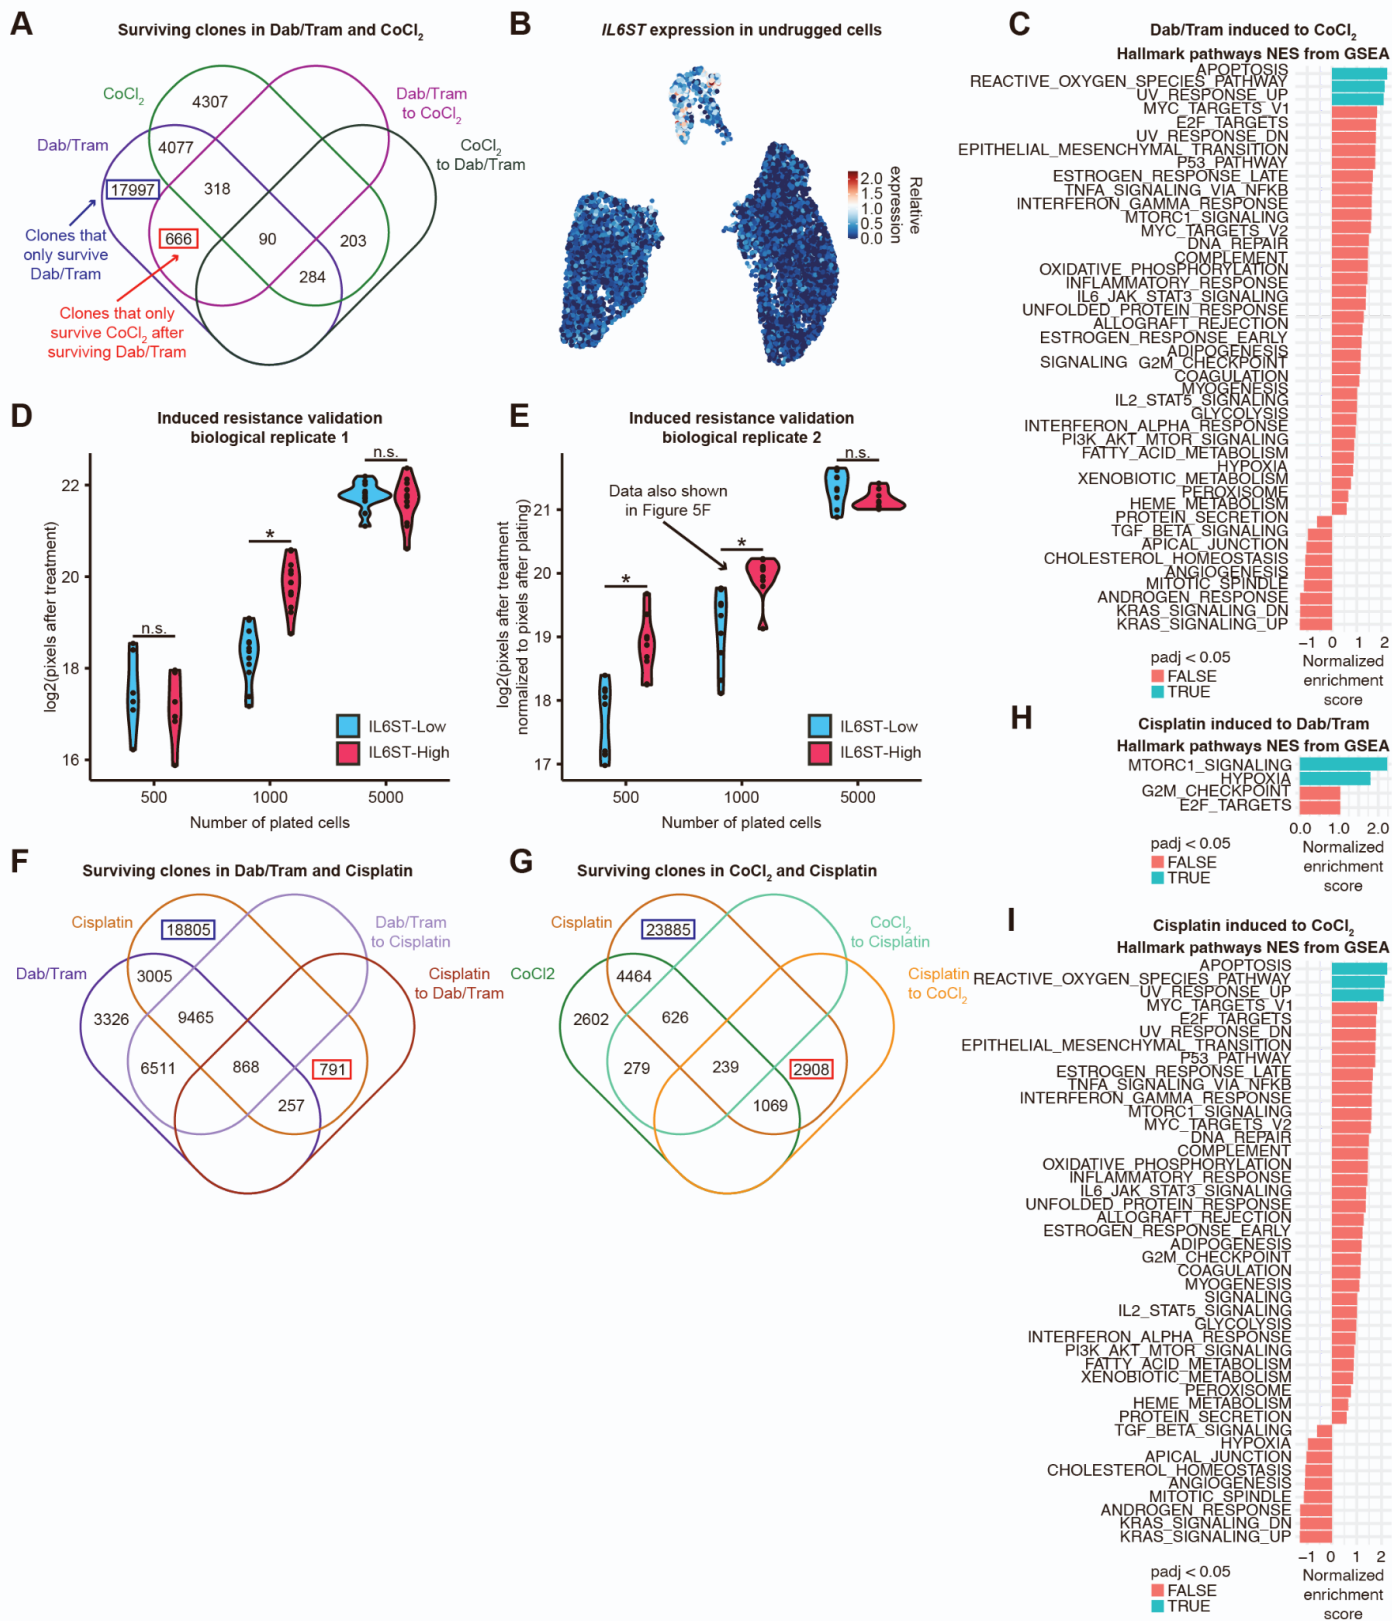 A
Surviving clones in Dab/Tram and CoCl2
CoCl2
Dab/Tram
to CoCl2
Dab/Tram
CoCl2
to Dab/Tram
4307
4077
17997
318
666
90
203
284
Clones that
only survive
Dab/Tram
Clones that only
survive CoCl2 after
surviving Dab/Tram
B
IL6ST expression in undrugged cells
2.0
1.5
1.0
0.5
0.0
Relative
expression
C
Dab/Tram induced to CoCl2
Hallmark pathways NES from GSEA
APOPTOSIS
REACTIVE_OXYGEN_SPECIES_PATHWAY
UV_RESPONSE_UP
MYC_TARGETS_V1
E2F_TARGETS
UV_RESPONSE_DN
EPITHELIAL_MESENCHYMAL_TRANSITION
P53_PATHWAY
ESTROGEN_RESPONSE_LATE
TNFA_SIGNALING_VIA_NFKB
INTERFERON_GAMMA_RESPONSE
MTORC1_SIGNALING
MYC_TARGETS_V2
DNA_REPAIR
COMPLEMENT
OXIDATIVE_PHOSPHORYLATION
INFLAMMATORY_RESPONSE
IL6_JAK_STAT3_SIGNALING
UNFOLDED_PROTEIN_RESPONSE
ALLOGRAFT_REJECTION
ESTROGEN_RESPONSE_EARLY
ADIPOGENESIS
SIGNALING G2M_CHECKPOINT
COAGULATION
MYOGENESIS
IL2_STAT5_SIGNALING
GLYCOLYSIS
INTERFERON_ALPHA_RESPONSE
PI3K_AKT_MTOR_SIGNALING
FATTY_ACID_METABOLISM
HYPOXIA
XENOBIOTIC_METABOLISM
PEROXISOME
HEME_METABOLISM
PROTEIN_SECRETION
TGF_BETA_SIGNALING
APICAL_JUNCTION
CHOLESTEROL_HOMEOSTASIS
ANGIOGENESIS
MITOTIC_SPINDLE
ANDROGEN_RESPONSE
KRAS_SIGNALING_DN
KRAS_SIGNALING_UP
−1 0 1 2
padj < 0.05
FALSE
TRUE
Normalized
enrichment
score
D
Induced resistance validation
biological replicate 1
log2(pixels after treatment)
22
20
18
16
n.s.
*
n.s.
IL6ST-Low
IL6ST-High
500 1000 5000
Number of plated cells
E
Induced resistance validation
biological replicate 2
log2(pixels after treatment
normalized to pixels after plating)
21
20
19
18
17
Data also shown
in Figure 5F
*
*
n.s.
IL6ST-Low
IL6ST-High
500 1000 5000
Number of plated cells
F
Surviving clones in Dab/Tram and Cisplatin
Cisplatin
Dab/Tram
to Cisplatin
Dab/Tram
Cisplatin
to Dab/Tram
18805
3005
3326
9465
6511
868
791
257
G
Surviving clones in CoCl2 and Cisplatin
Cisplatin
CoCl2
to Cisplatin
CoCl2
Cisplatin
to CoCl2
23885
4464
2602
626
279
239
2908
1069
H
Cisplatin induced to Dab/Tram
Hallmark pathways NES from GSEA
MTORC1_SIGNALING
HYPOXIA
G2M_CHECKPOINT
E2F_TARGETS
0.0 1.0 2.0
padj < 0.05
FALSE
TRUE
Normalized
enrichment
score
I
Cisplatin induced to CoCl2
Hallmark pathways NES from GSEA
APOPTOSIS
REACTIVE_OXYGEN_SPECIES_PATHWAY
UV_RESPONSE_UP
MYC_TARGETS_V1
E2F_TARGETS
UV_RESPONSE_DN
EPITHELIAL_MESENCHYMAL_TRANSITION
P53_PATHWAY
ESTROGEN_RESPONSE_LATE
TNFA_SIGNALING_VIA_NFKB
INTERFERON_GAMMA_RESPONSE
MTORC1_SIGNALING
MYC_TARGETS_V2
DNA_REPAIR
COMPLEMENT
OXIDATIVE_PHOSPHORYLATION
INFLAMMATORY_RESPONSE
IL6_JAK_STAT3_SIGNALING
UNFOLDED_PROTEIN_RESPONSE
ALLOGRAFT_REJECTION
ESTROGEN_RESPONSE_EARLY
ADIPOGENESIS
G2M_CHECKPOINT
COAGULATION
MYOGENESIS
SIGNALING
IL2_STAT5_SIGNALING
GLYCOLYSIS
INTERFERON_ALPHA_RESPONSE
PI3K_AKT_MTOR_SIGNALING
FATTY_ACID_METABOLISM
XENOBIOTIC_METABOLISM
PEROXISOME
HEME_METABOLISM
PROTEIN_SECRETION
TGF_BETA_SIGNALING
HYPOXIA
APICAL_JUNCTION
CHOLESTEROL_HOMEOSTASIS
ANGIOGENESIS
MITOTIC_SPINDLE
ANDROGEN_RESPONSE
KRAS_SIGNALING_DN
KRAS_SIGNALING_UP
−1 0 1 2
padj < 0.05
FALSE
TRUE
Normalized
enrichment
score